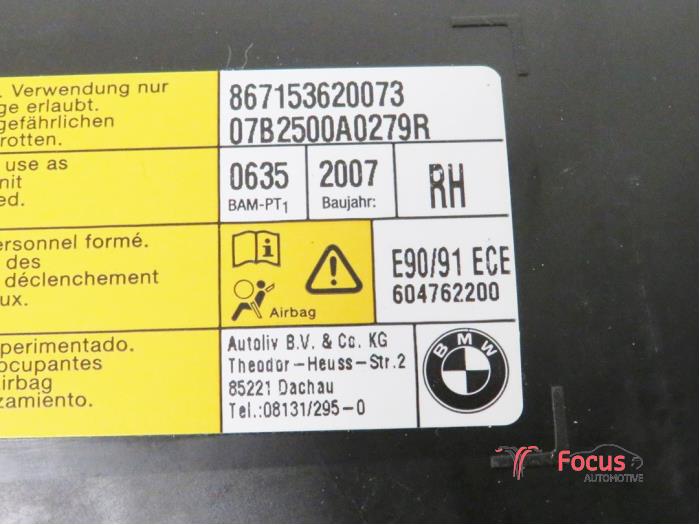 . Verwendung nur
ge erlaubt.
gefährlichen
rotten.
use as
nit
ed.
ersonnel formé.
des
déclenchement
ux.
perimentado.
ocupantes
irbag
zamiento.
867153620073
07B2500A0279R
0635
BAM-PT1
2007
Baujahr:
RH
Airbag
E90/91 ECE
604762200
Autoliv B.V. & Co. KG
Theodor-Heuss-Str.2
85221 Dachau
Tel.:08131/295-0
BMW
Focus
AUTOMOTIVE